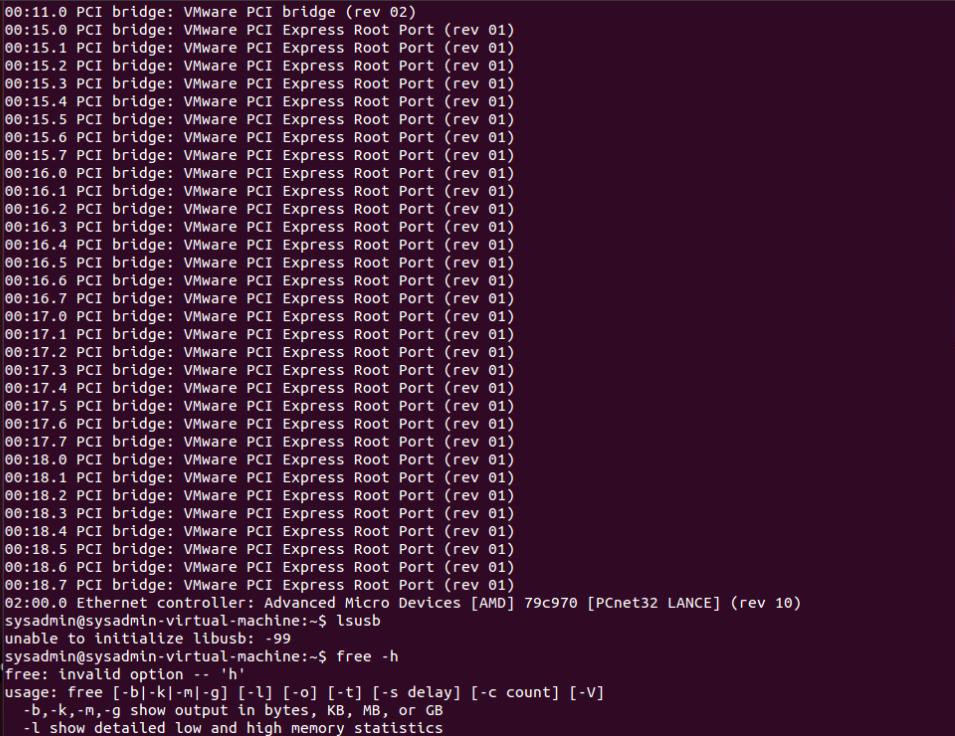 00:11.0 PCI bridge: VMware PCI bridge (rev 02)
00:15.0 PCI bridge: VMware PCI Express Root Port (rev 01)
00:15.1 PCI bridge: VMware PCI Express Root Port (rev 01)
00:15.2 PCI bridge: VMware PCI Express Root Port (rev 01)
00:15.3 PCI bridge: VMware PCI Express Root Port (rev 01)
00:15.4 PCI bridge: VMware PCI Express Root Port (rev 01)
00:15.5 PCI bridge: VMware PCI Express Root Port (rev 01)
00:15.6 PCI bridge: VMware PCI Express Root Port (rev 01)
00:15.7 PCI bridge: VMware PCI Express Root Port (rev 01)
00:16.0 PCI bridge: VMware PCI Express Root Port (rev 01)
00:16.1 PCI bridge: VMware PCI Express Root Port (rev 01)
00:16.2 PCI bridge: VMware PCI Express Root Port (rev 01)
00:16.3 PCI bridge: VMware PCI Express Root Port (rev 01)
00:16.4 PCI bridge: VMware PCI Express Root Port (rev 01)
00:16.5 PCI bridge: VMware PCI Express Root Port (rev 01)
00:16.6 PCI bridge: VMware PCI Express Root Port (rev 01)
00:16.7 PCI bridge: VMware PCI Express Root Port (rev 01)
00:17.0 PCI bridge: VMware PCI Express Root Port (rev 01)
00:17.1 PCI bridge: VMware PCI Express Root Port (rev 01)
00:17.2 PCI bridge: VMware PCI Express Root Port (rev 01)
00:17.3 PCI bridge: VMware PCI Express Root Port (rev 01)
00:17.4 PCI bridge: VMware PCI Express Root Port (rev 01)
00:17.5 PCI bridge: VMware PCI Express Root Port (rev 01)
00:17.6 PCI bridge: VMware PCI Express Root Port (rev 01)
00:17.7 PCI bridge: VMware PCI Express Root Port (rev 01)
00:18.0 PCI bridge: VMware PCI Express Root Port (rev 01)
00:18.1 PCI bridge: VMware PCI Express Root Port (rev 01)
00:18.2 PCI bridge: VMware PCI Express Root Port (rev 01)
00:18.3 PCI bridge: VMware PCI Express Root Port (rev 01)
00:18.4 PCI bridge: VMware PCI Express Root Port (rev 01)
00:18.5 PCI bridge: VMware PCI Express Root Port (rev 01)
00:18.6 PCI bridge: VMware PCI Express Root Port (rev 01)
00:18.7 PCI bridge: VMware PCI Express Root Port (rev 01)
02:00.0 Ethernet controller: Advanced Micro Devices [AMD] 79c970 [PCnet32 LANCE] (rev 10)
sysadmin@sysadmin-virtual-machine:~$ lsusb
unable to initialize libusb: -99
sysadmin@sysadmin-virtual-machine:~$ free -h
free: invalid option -- 'h'
usage: free [-b|-k|-m|-g] [-l] [-o] [-t] [-s delay] [-c count] [-V]
  -b,-k,-m,-g show output in bytes, KB, MB, or GB
  -l show detailed low and high memory statistics